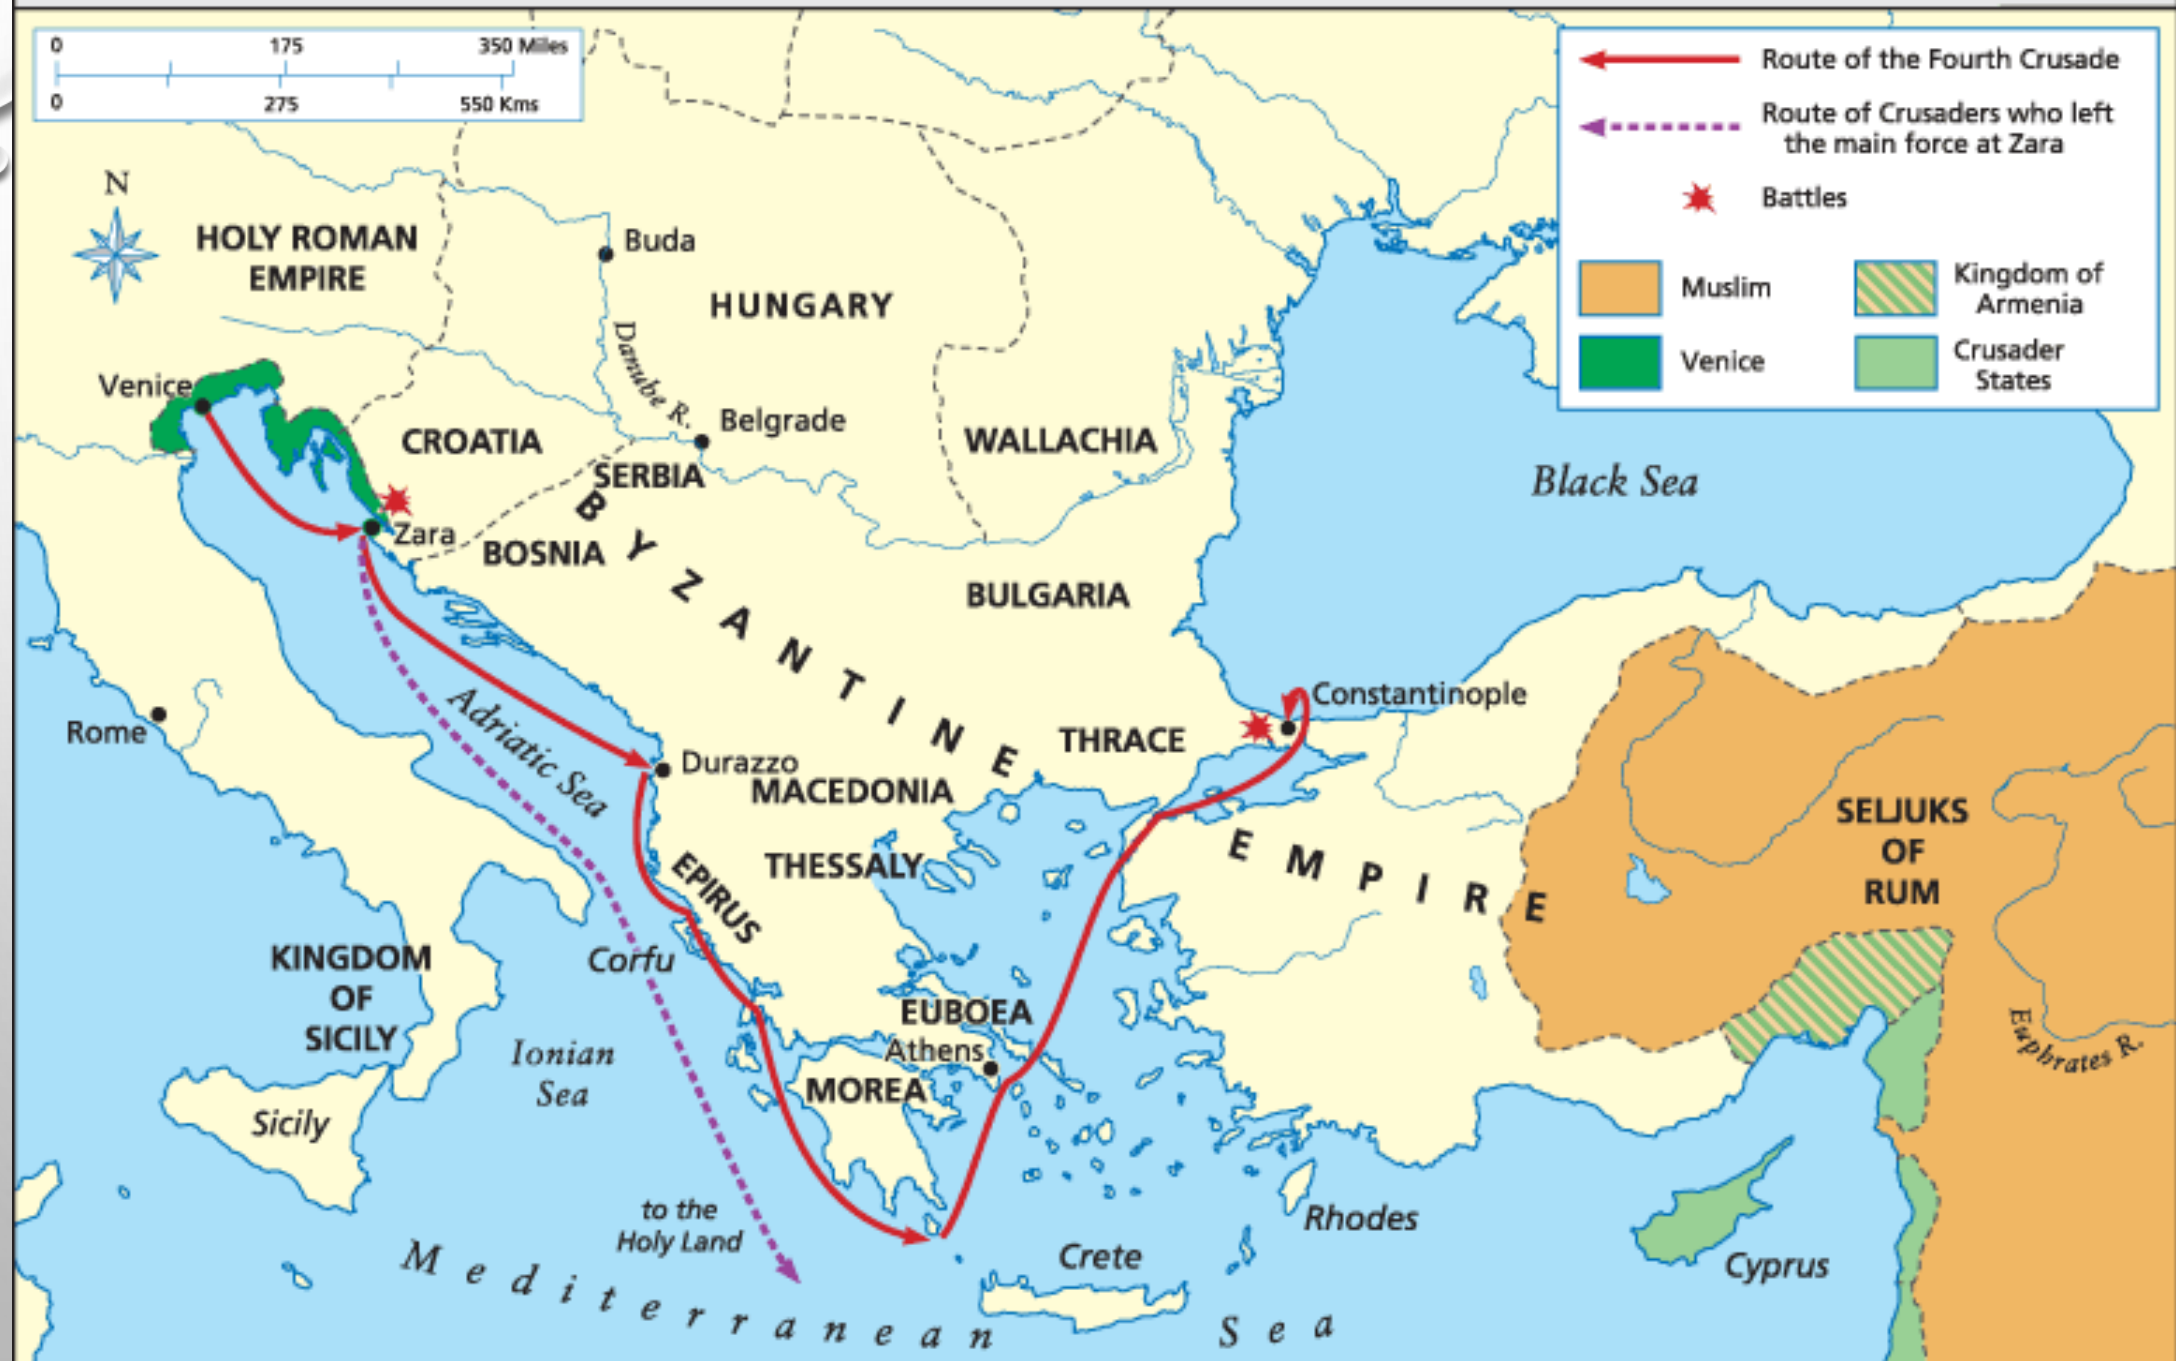 0 175 350 Miles
0 275 550 Kms
N
Route of the Fourth Crusade
Route of Crusaders who left
the main force at Zara
Battles
Muslim
Kingdom of
Armenia
Venice
Crusader
States
HOLY ROMAN
EMPIRE
Buda
HUNGARY
Danube R.
Venice
Belgrade
CROATIA
WALLACHIA
SERBIA
Black Sea
Zara
BOSNIA
BYZANTINE
BULGARIA
Adriatic Sea
Constantinople
Rome
THRACE
Durazzo
MACEDONIA
EMPIRE
SELJUKS
OF
RUM
THESSALY
EPIRUS
KINGDOM
OF
SICILY
Corfu
EUBOEA
Athens
Ionian
Sea
MOREA
Euphrates R.
Sicily
to the
Holy Land
Rhodes
Crete
Cyprus
Mediterranean Sea